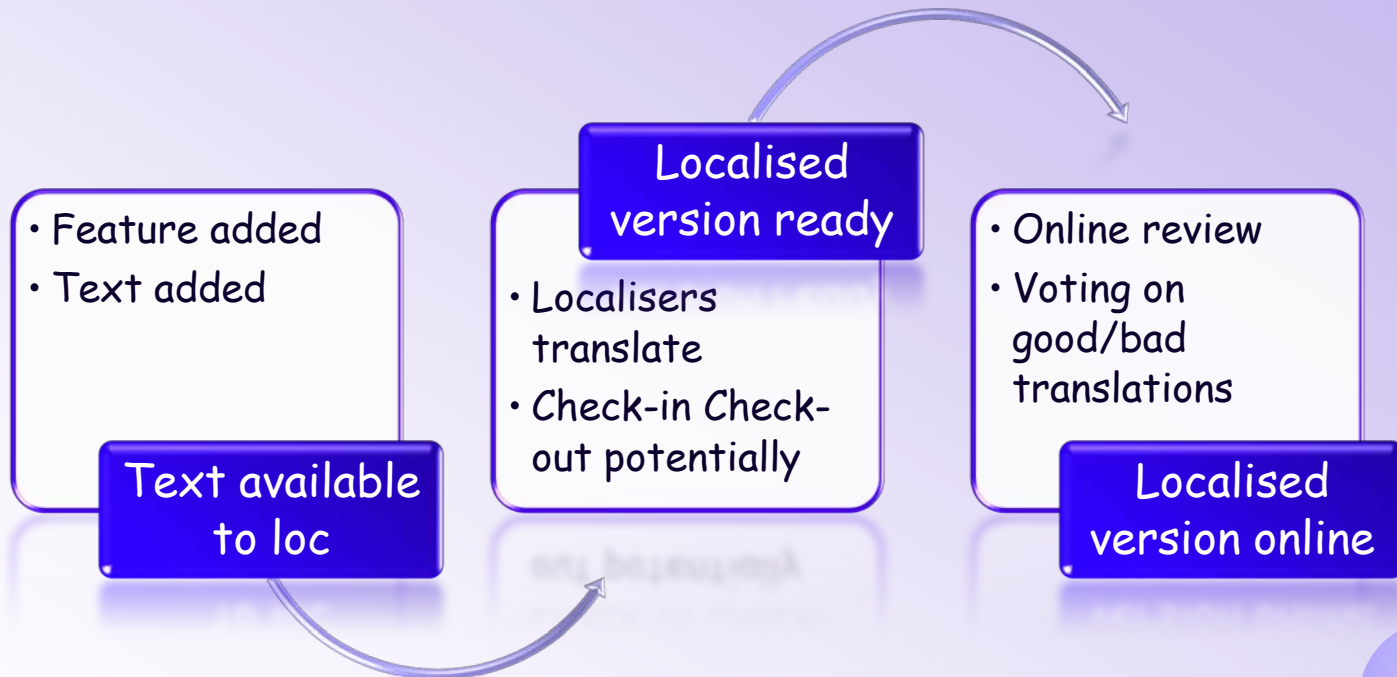 • Feature added
• Text added
Text available
to loc
Localised
version ready
• Localisers
translate
• Check-in Check-
out potentially
• Online review
• Voting on
good/bad
translations
Localised
version online